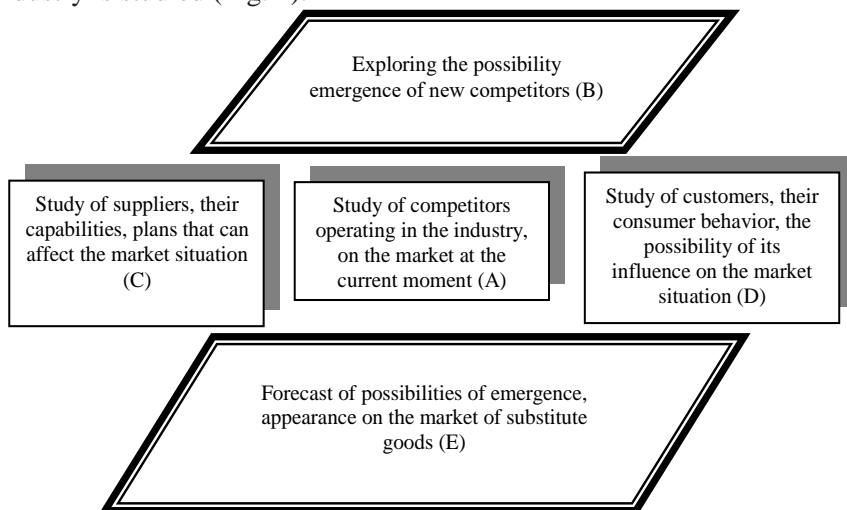 Exploring the possibility
emergence of new competitors (B)
Study of suppliers, their
capabilities, plans that can
affect the market situation
(C)
Study of competitors
operating in the industry,
on the market at the
current moment (A)
Study of customers, their
consumer behavior, the
possibility of its
influence on the market
situation (D)
Forecast of possibilities of emergence,
appearance on the market of substitute
goods (E)